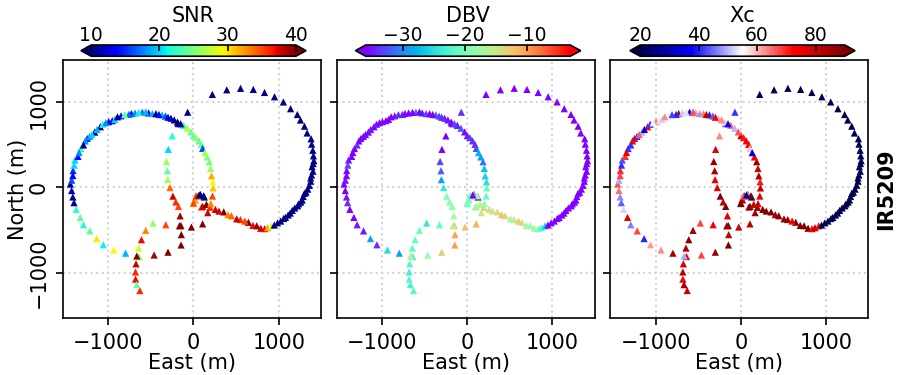 SNR DBV Xc
10 20 30 40 −30 −20 −10 20 40 60 80
1000
0
−1000
North (m)
IR5209
−1000 0 1000 −1000 0 1000 −1000 0 1000
East (m) East (m) East (m)